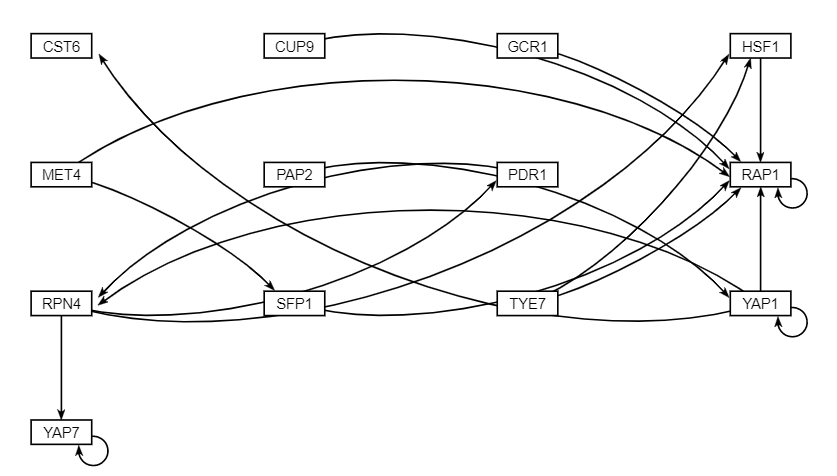 CST6
CUP9
GCR1
HSF1
MET4
PAP2
PDR1
RAP1
RPN4
SFP1
TYE7
YAP1
YAP7